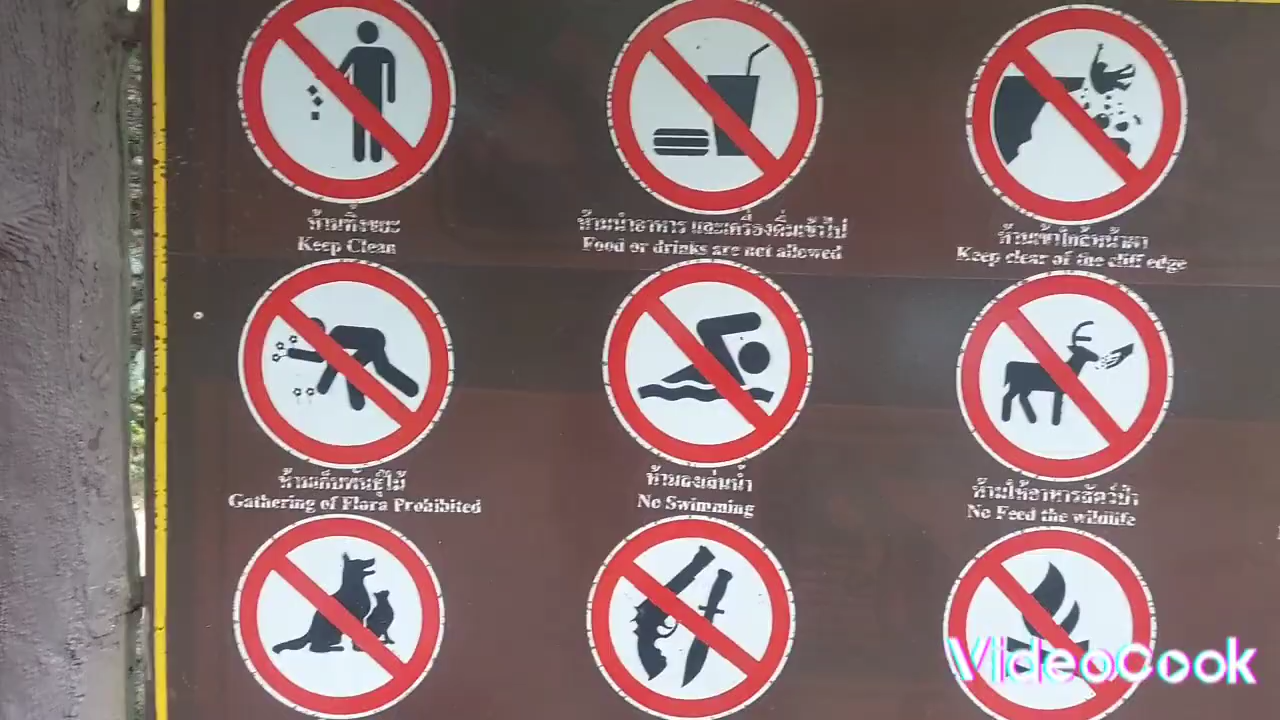 ห้ามทิ้งขยะ
Keep Clean
ห้ามนำอาหาร และเครื่องดื่มเข้าไป
Food or drinks are not allowed
ห้ามเข้าใกล้หน้าผา
Keep clear of the cliff edge
ห้ามเก็บพันธุ์ไม้
Gathering of Flora Prohibited
ห้ามลงเล่นน้ำ
No Swimming
ห้ามให้อาหารสัตว์ป่า
No Feed the wildlife
VideoCook